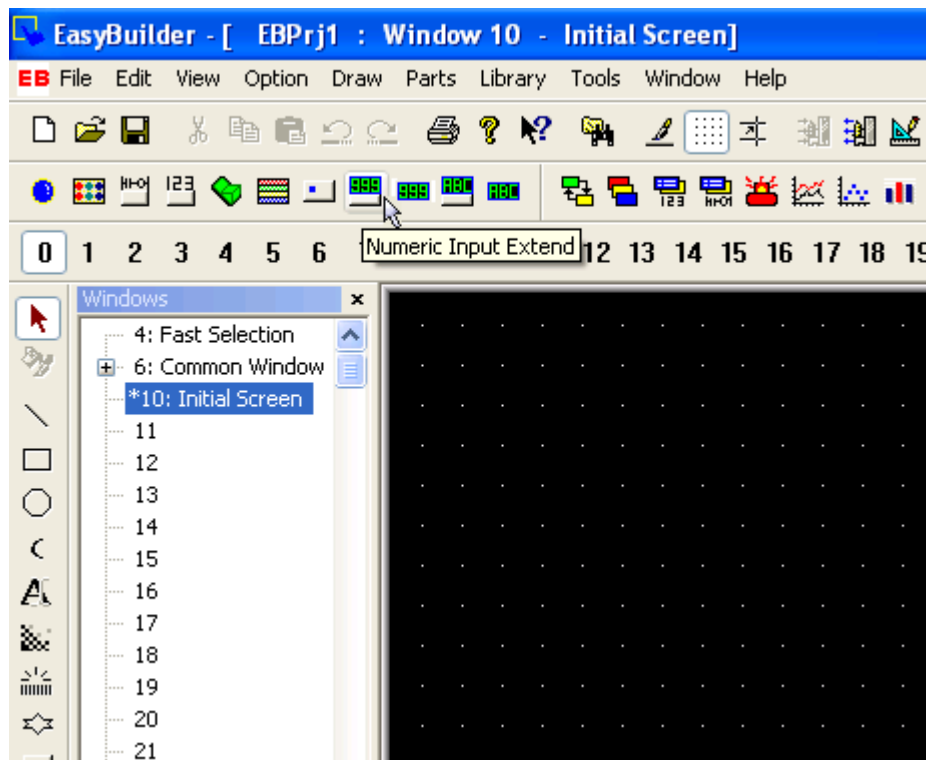 EasyBuilder - [ EBPrj1 : Window 10 - Initial Screen]
EB File Edit View Option Draw Parts Library Tools Window Help
0 1 2 3 4 5 6 Numeric Input Extend 12 13 14 15 16 17 18 19
Windows x
4: Fast Selection
6: Common Window
*10: Initial Screen
11
12
13
14
15
16
17
18
19
20
21